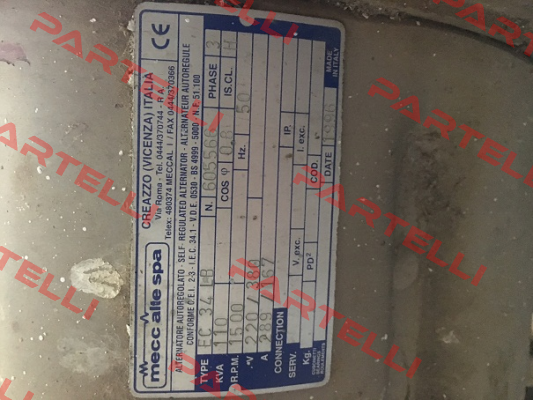 mecc alte spa
CREAZZO (VICENZA) ITALIA
Via Roma - Tel. 0444/370744 - R.A.
Telex: 480374 MECCAL I / FAX 0444/370366
CE
ALTERNATORE AUTOREGOLATO - SELF-REGULATED ALTERNATOR - ALTERNATEUR AUTOREGULE
CONFORME C.E.I. 2-3 - I.E.C. 34.1 - V.D.E. 0530 - BS 4999 - 5000 / N.F. 51.100
TYPE EC 34 LB N. PHASE 3
KVA 110 COS φ 0,8 IS.CL. H
R.P.M. 1500 Hz. 50
V 220 / 380
A 289 / 167
CONNECTION IP.
SERV. V. exc. I. exc.
Kg. PD² COD. DATE 1996
MADE IN ITALY
PARTELLI
PARTELLI
PARTELLI
PARTELLI
PARTELLI